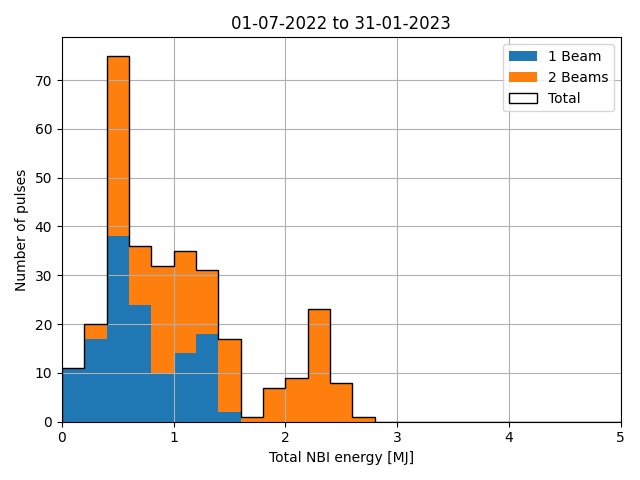 01-07-2022 to 31-01-2023
1 Beam
2 Beams
Total
Number of pulses
70
60
50
40
30
20
10
0
0 1 2 3 4 5
Total NBI energy [MJ]